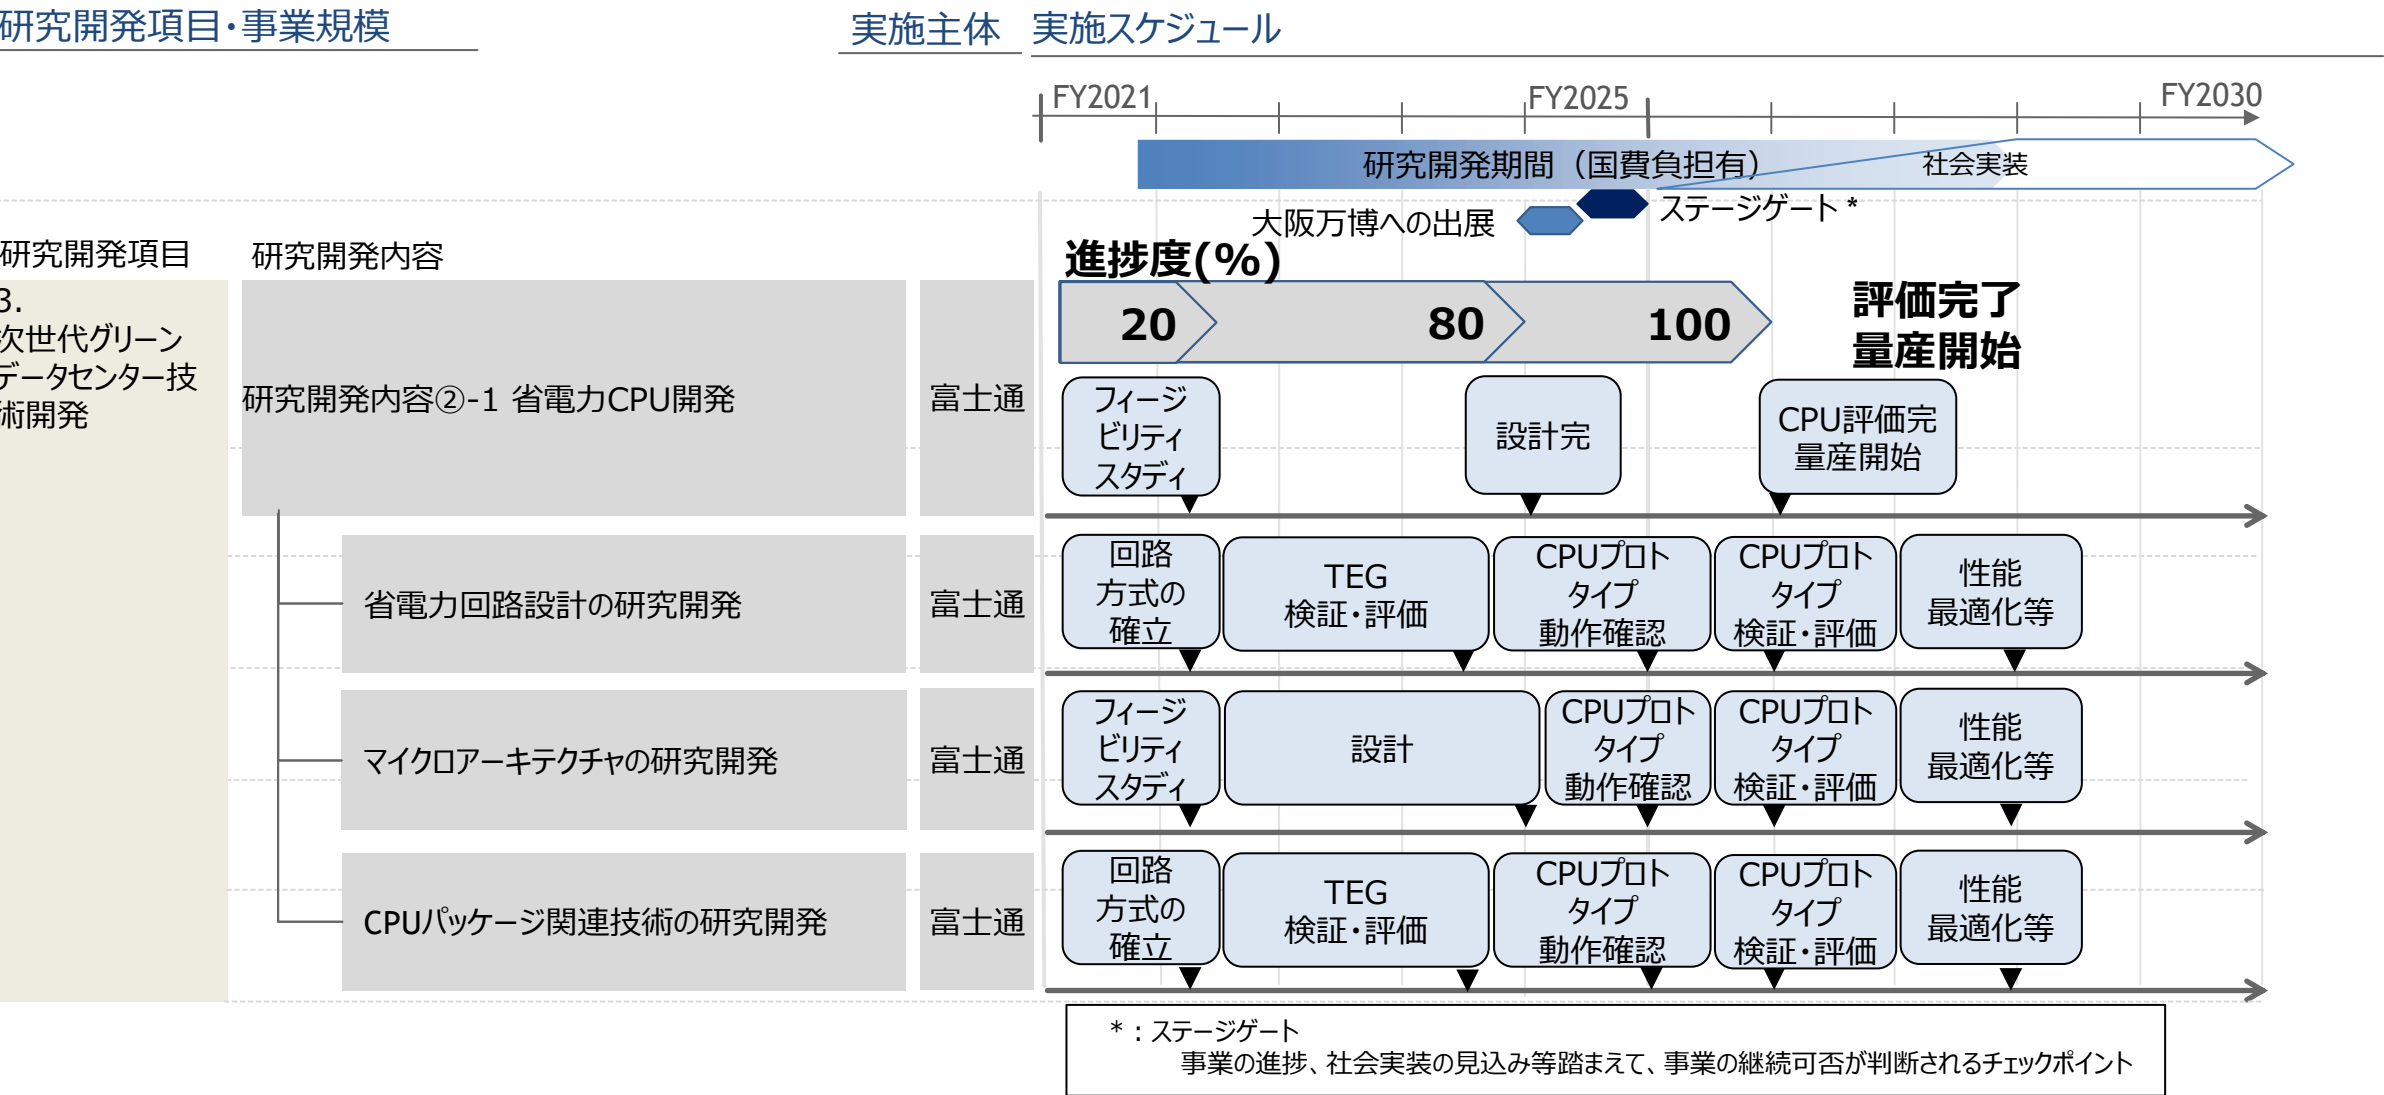 研究開発項目・事業規模
実施主体
実施スケジュール
FY2021
FY2025
FY2030
研究開発期間（国費負担有）
社会実装
大阪万博への出展
ステージゲート *
研究開発項目
研究開発内容
進捗度(%)
3.
次世代グリーン
データセンター技
術開発
研究開発内容②-1 省電力CPU開発
富士通
20
80
100
評価完了
量産開始
フィージ
ビリティ
スタディ
設計完
CPU評価完
量産開始
省電力回路設計の研究開発
富士通
回路
方式の
確立
TEG
検証・評価
CPUプロト
タイプ
動作確認
CPUプロト
タイプ
検証・評価
性能
最適化等
マイクロアーキテクチャの研究開発
富士通
フィージ
ビリティ
スタディ
設計
CPUプロト
タイプ
動作確認
CPUプロト
タイプ
検証・評価
性能
最適化等
CPUパッケージ関連技術の研究開発
富士通
回路
方式の
確立
TEG
検証・評価
CPUプロト
タイプ
動作確認
CPUプロト
タイプ
検証・評価
性能
最適化等
*：ステージゲート
事業の進捗、社会実装の見込み等踏まえて、事業の継続可否が判断されるチェックポイント